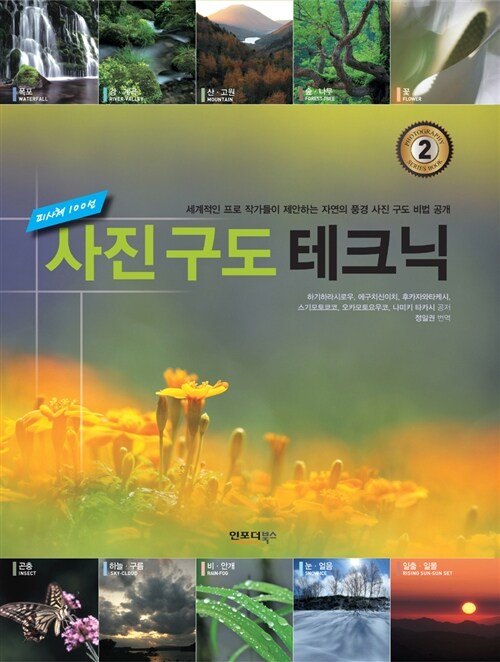 폭포
WATERFALL
강 · 계곡
RIVER·VALLEY
산 · 고원
MOUNTAIN
숲 · 나무
FOREST·TREE
꽃
FLOWER
PHOTOGRAPHY
2
SERIES BOOK
피사체 100선
세계적인 프로 작가들이 제안하는 자연의 풍경 사진 구도 비법 공개
사진 구도 테크닉
하기하라시로우, 에구치신이치, 후카자와타케시,
스기모토쿄코, 오카모토요우코, 나미키 타카시 공저
정일권 번역
인포더북스
곤충
INSECT
하늘 · 구름
SKY·CLOUD
비 · 안개
RAIN·FOG
눈 · 얼음
SNOW·ICE
일출 · 일몰
RISING SUN·SUN SET